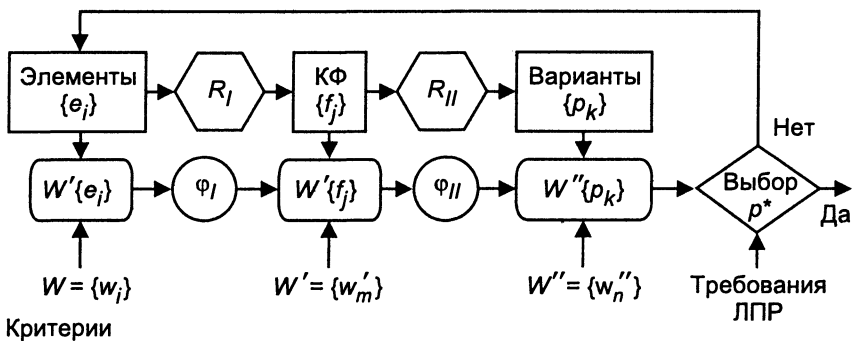 Элементы
{e_i}
R_I
КФ
{f_j}
R_II
Варианты
{p_k}
Нет
W′{e_i}
φ_I
W′{f_j}
φ_II
W″{p_k}
Выбор
p*
Да
W = {w_i}
W′ = {w′_m}
W″ = {w_n″}
Требования
ЛПР
Критерии